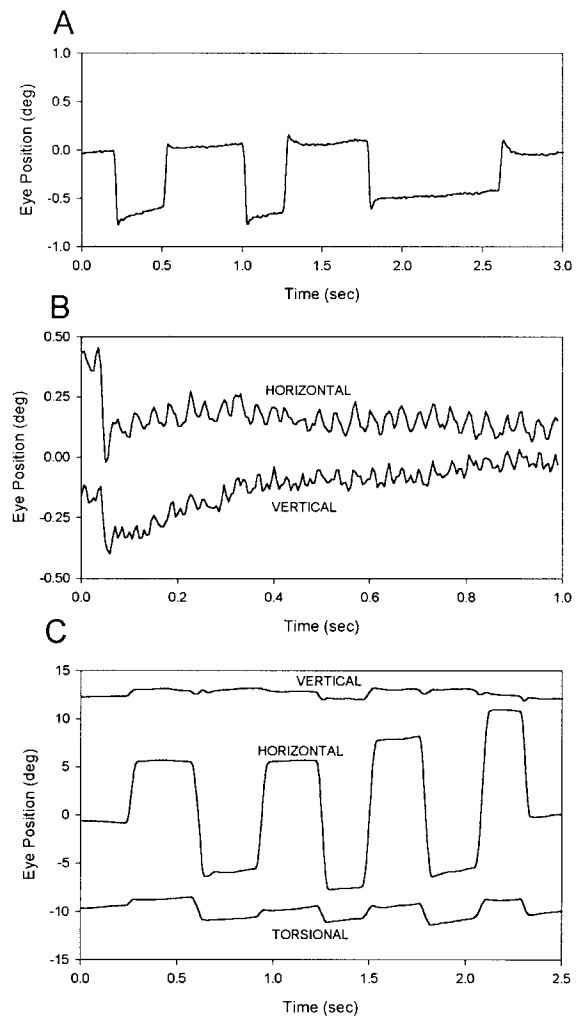 A
1.0
0.5
0.0
-0.5
-1.0
Eye Position (deg)
0.0 0.5 1.0 1.5 2.0 2.5 3.0
Time (sec)
B
0.50
0.25
0.00
-0.25
-0.50
Eye Position (deg)
HORIZONTAL
VERTICAL
0.0 0.2 0.4 0.6 0.8 1.0
Time (sec)
C
15
10
5
0
-5
-10
-15
Eye Position (deg)
VERTICAL
HORIZONTAL
TORSIONAL
0.0 0.5 1.0 1.5 2.0 2.5
Time (sec)